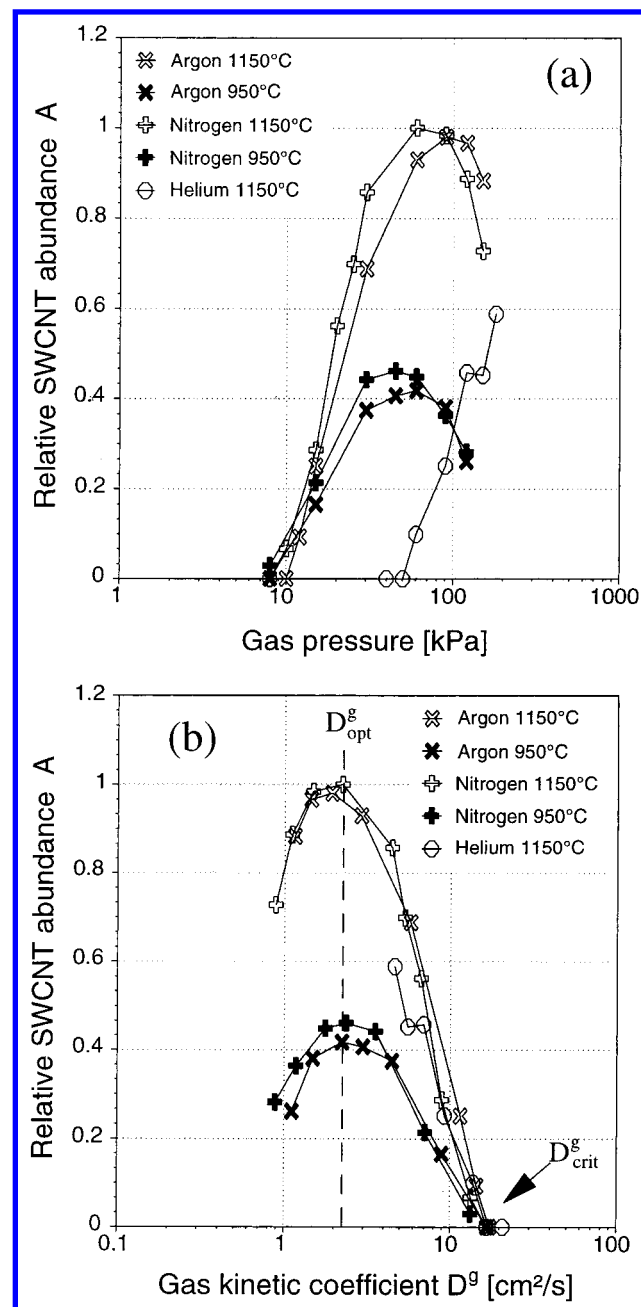 1.2
1
0.8
0.6
0.4
0.2
0
Relative SWCNT abundance A
Argon 1150°C
Argon 950°C
Nitrogen 1150°C
Nitrogen 950°C
Helium 1150°C
(a)
1 10 100 1000
Gas pressure [kPa]
1.2
1
0.8
0.6
0.4
0.2
0
Relative SWCNT abundance A
(b)
D^g_opt
Argon 1150°C
Argon 950°C
Nitrogen 1150°C
Nitrogen 950°C
Helium 1150°C
D^g_crit
0.1 1 10 100
Gas kinetic coefficient D^g [cm²/s]